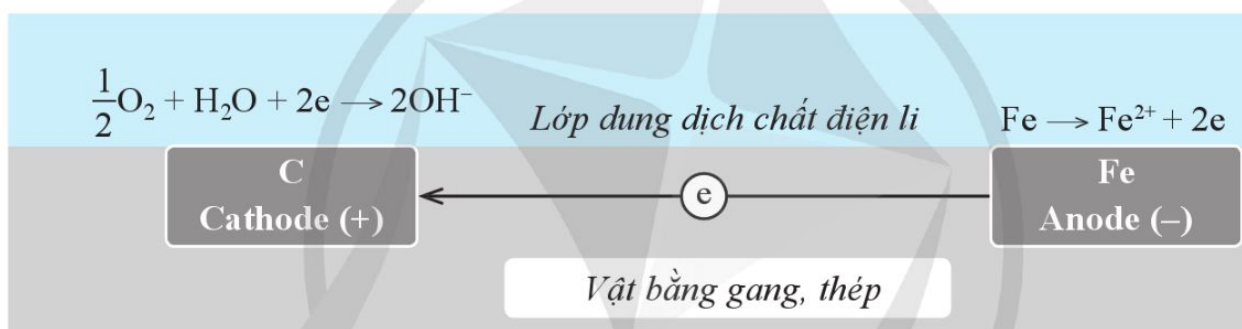 ½O₂ + H₂O + 2e → 2OH⁻
Lớp dung dịch chất điện li
Fe → Fe²⁺ + 2e
C
Cathode (+)
e
Fe
Anode (–)
Vật bằng gang, thép